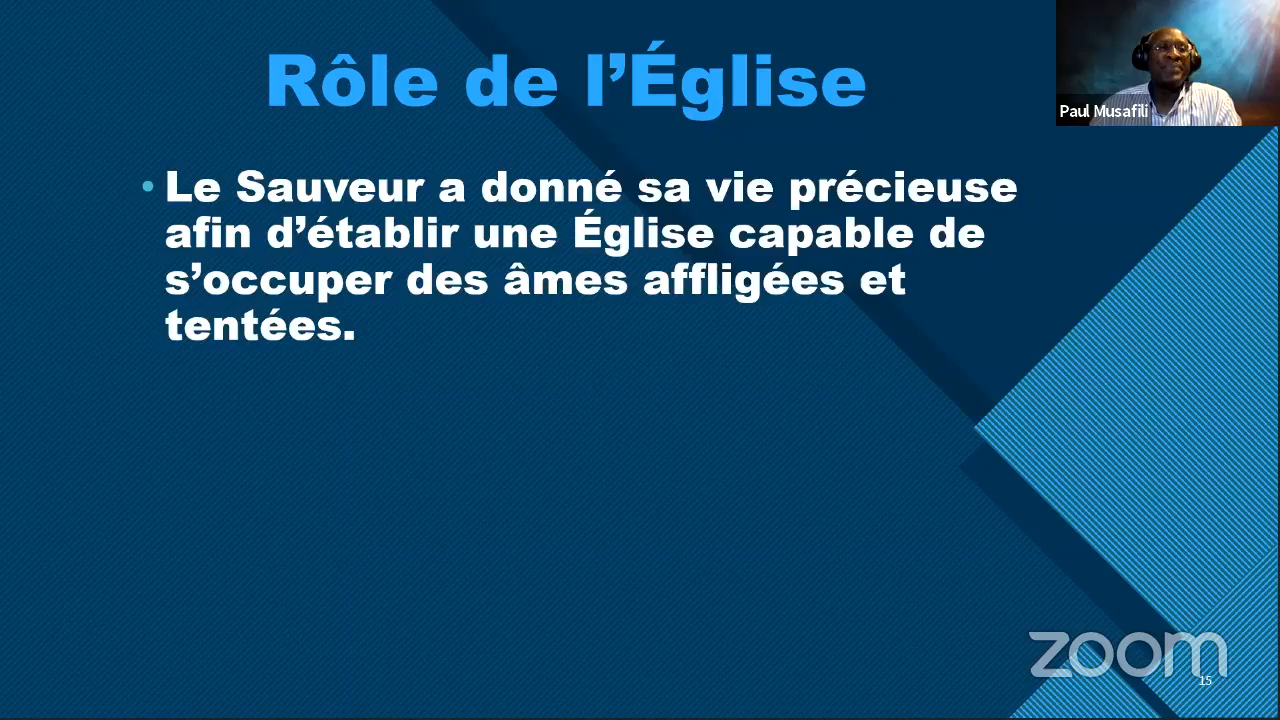 Rôle de l’Église
Paul Musafili
• Le Sauveur a donné sa vie précieuse
afin d’établir une Église capable de
s’occuper des âmes affligées et
tentées.
zoom
15